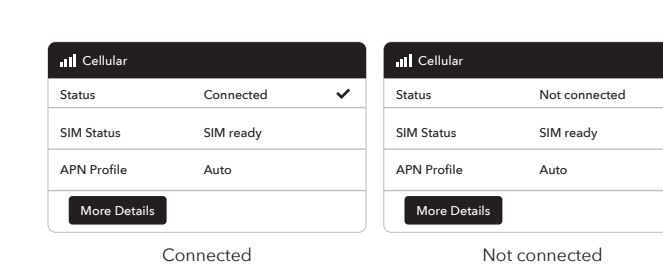 Cellular
Status Connected
SIM Status SIM ready
APN Profile Auto
More Details
Connected
Cellular
Status Not connected
SIM Status SIM ready
APN Profile Auto
More Details
Not connected